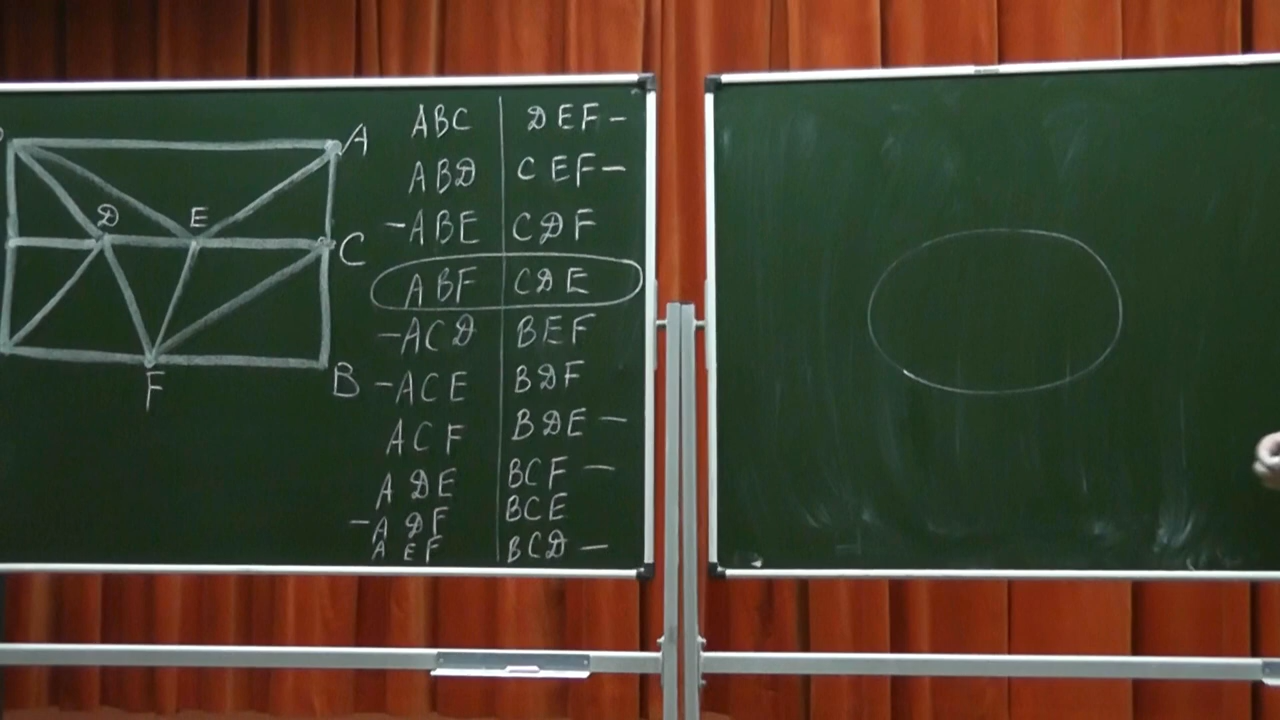 A
D E
C
B
F
ABC DEF-
ABD CEF-
-ABE CDF
ABF CDE
-ACD BEF
-ACE BDF
ACF BDE-
ADE BCF-
-ADF BCE
AEF BCD-